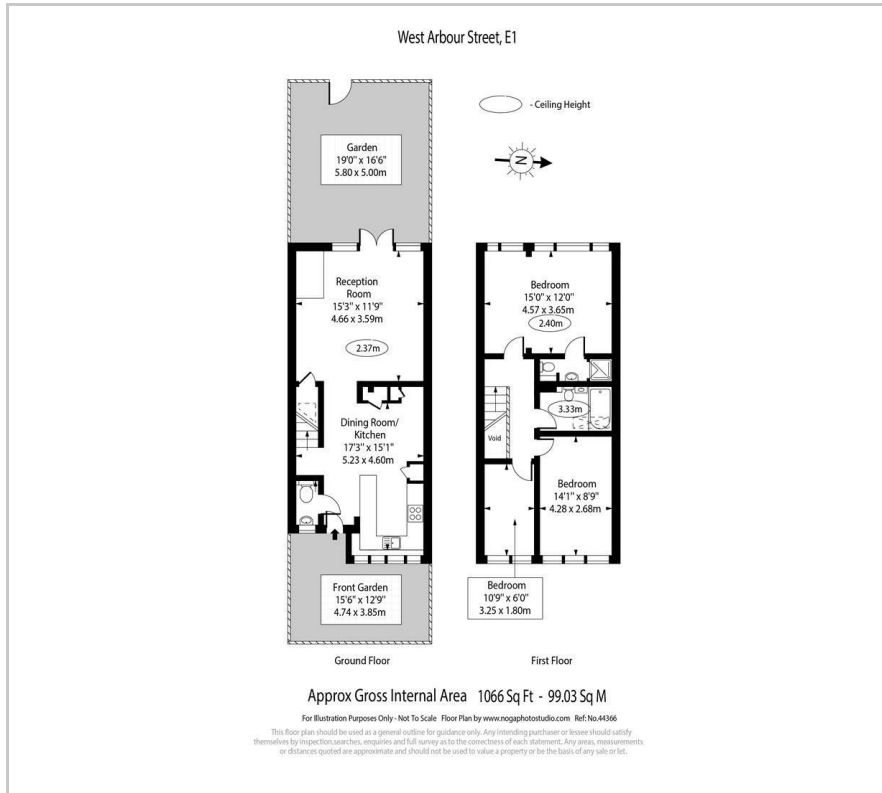 West Arbour Street, E1
- Ceiling Height
N
Garden
19'0" x 16'6"
5.80 x 5.00m
Reception
Room
15'3" x 11'9"
4.66 x 3.59m
2.37m
Dining Room/
Kitchen
17'3" x 15'1"
5.23 x 4.60m
Front Garden
15'6" x 12'9"
4.74 x 3.85m
Ground Floor
Bedroom
15'0" x 12'0"
4.57 x 3.65m
2.40m
3.33m
Void
Bedroom
14'1" x 8'9"
4.28 x 2.68m
Bedroom
10'9" x 6'0"
3.25 x 1.80m
First Floor
Approx Gross Internal Area 1066 Sq Ft - 99.03 Sq M
For Illustration Purposes Only - Not To Scale Floor Plan by www.nogaphotostudio.com Ref: No.44366
This floor plan should be used as a general outline for guidance only. Any intending purchaser or lessee should satisfy
themselves by inspection,searches, enquiries and full survey as to the correctness of each statement. Any areas, measurements
or distances quoted are approximate and should not be used to value a property or be the basis of any sale or let.